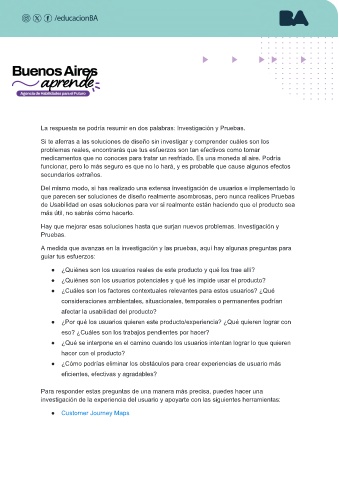 /educacionBA
BA
Buenos Aires
aprende
Agencia de Habilidades para el Futuro
La respuesta se podría resumir en dos palabras: Investigación y Pruebas.
Si te aferras a las soluciones de diseño sin investigar y comprender cuáles son los
problemas reales, encontrarás que tus esfuerzos son tan efectivos como tomar
medicamentos que no conoces para tratar un resfriado. Es una moneda al aire. Podría
funcionar, pero lo más seguro es que no lo hará, y es probable que cause algunos efectos
secundarios extraños.
Del mismo modo, si has realizado una extensa investigación de usuarios e implementado lo
que parecen ser soluciones de diseño realmente asombrosas, pero nunca realices Pruebas
de Usabilidad en esas soluciones para ver si realmente están haciendo que el producto sea
más útil, no sabrás cómo hacerlo.
Hay que mejorar esas soluciones hasta que surjan nuevos problemas. Investigación y
Pruebas.
A medida que avanzas en la investigación y las pruebas, aquí hay algunas preguntas para
guiar tus esfuerzos:
● ¿Quiénes son los usuarios reales de este producto y qué los trae allí?
● ¿Quiénes son los usuarios potenciales y qué les impide usar el producto?
● ¿Cuáles son los factores contextuales relevantes para estos usuarios? ¿Qué
consideraciones ambientales, situacionales, temporales o permanentes podrían
afectar la usabilidad del producto?
● ¿Por qué los usuarios quieren este producto/experiencia? ¿Qué quieren lograr con
eso? ¿Cuáles son los trabajos pendientes por hacer?
● ¿Qué se interpone en el camino cuando los usuarios intentan lograr lo que quieren
hacer con el producto?
● ¿Cómo podrías eliminar los obstáculos para crear experiencias de usuario más
eficientes, efectivas y agradables?
Para responder estas preguntas de una manera más precisa, puedes hacer una
investigación de la experiencia del usuario y apoyarte con las siguientes herramientas:
● Customer Journey Maps